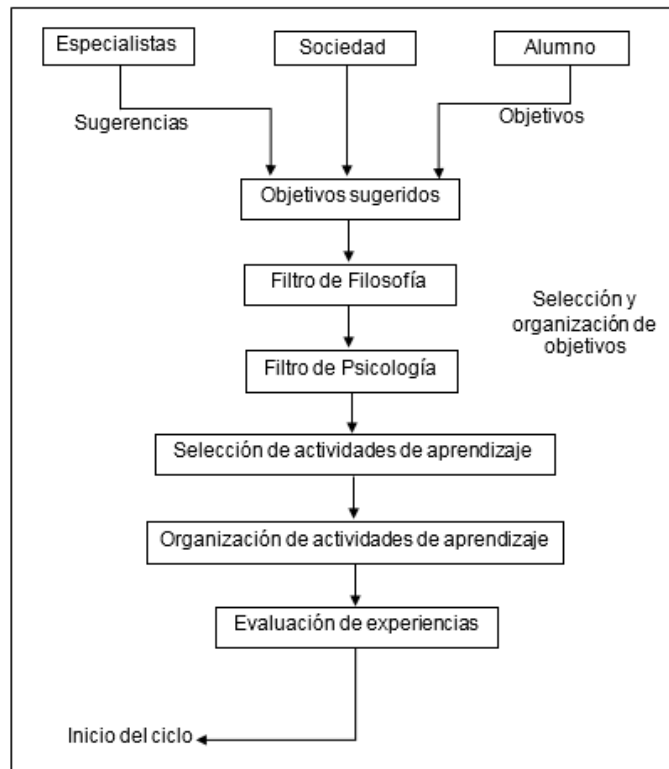 Especialistas
Sociedad
Alumno
Sugerencias
Objetivos
Objetivos sugeridos
Filtro de Filosofía
Selección y
organización de
objetivos
Filtro de Psicología
Selección de actividades de aprendizaje
Organización de actividades de aprendizaje
Evaluación de experiencias
Inicio del ciclo